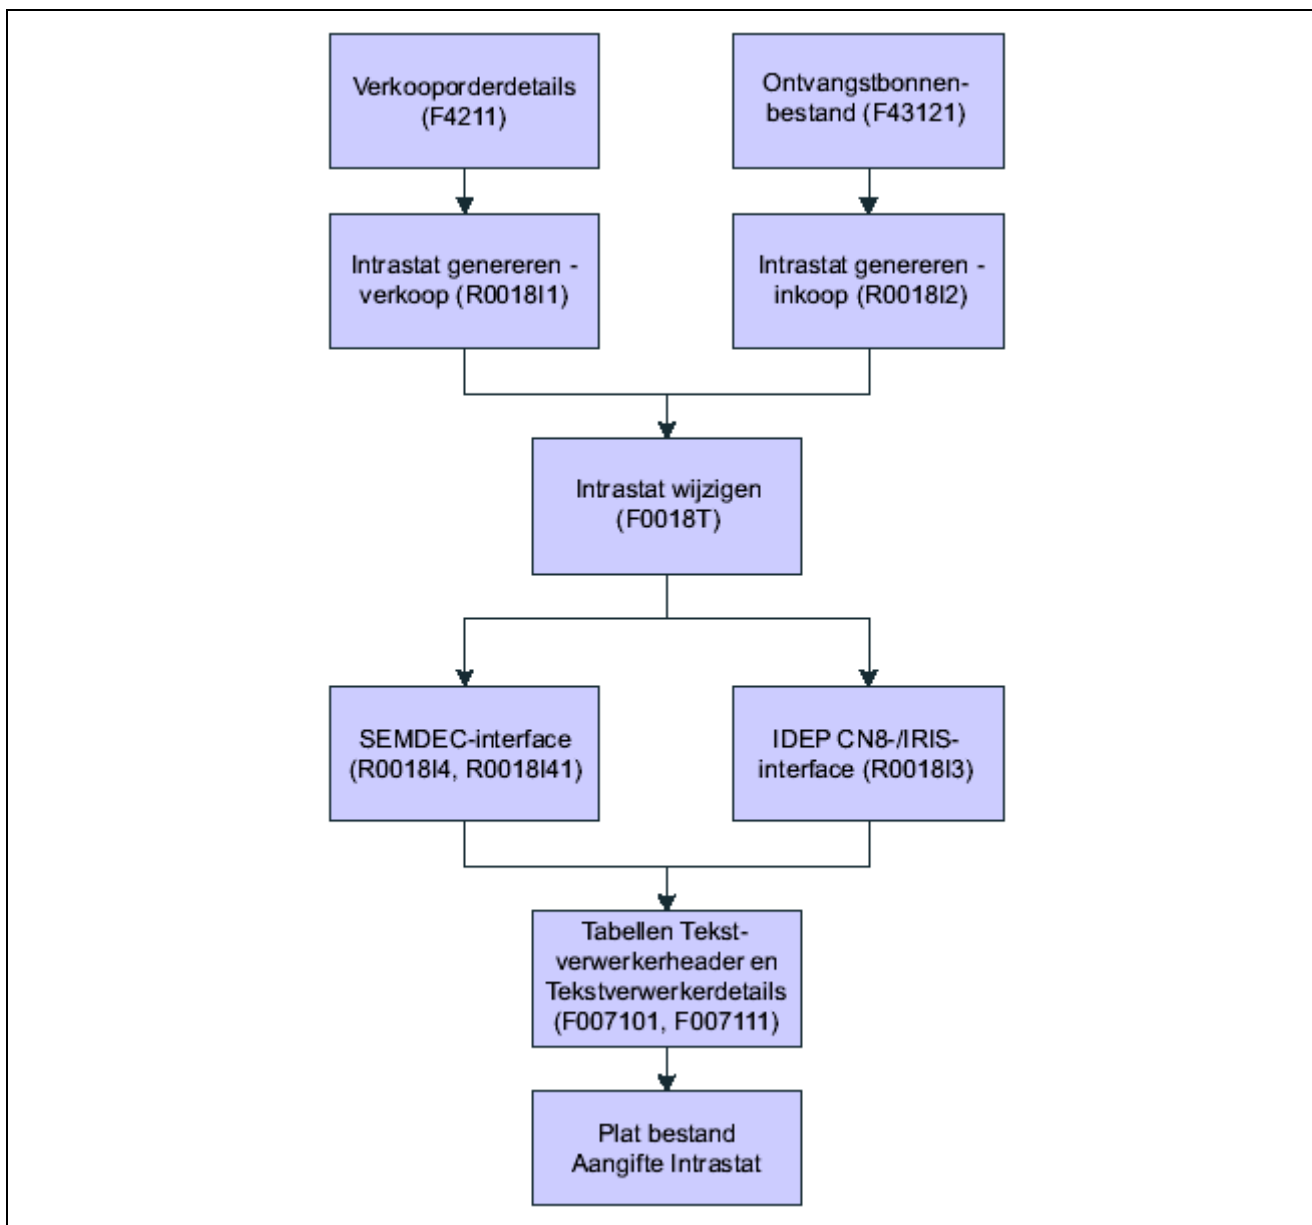 Verkooporderdetails
(F4211)
Ontvangstbonnen-
bestand (F43121)
Intrastat genereren -
verkoop (R0018I1)
Intrastat genereren -
inkoop (R0018I2)
Intrastat wijzigen
(F0018T)
SEMDEC-interface
(R0018I4, R0018I41)
IDEP CN8-/IRIS-
interface (R0018I3)
Tabellen Tekst-
verwerkerheader en
Tekstverwerkerdetails
(F007101, F007111)
Plat bestand
Aangifte Intrastat